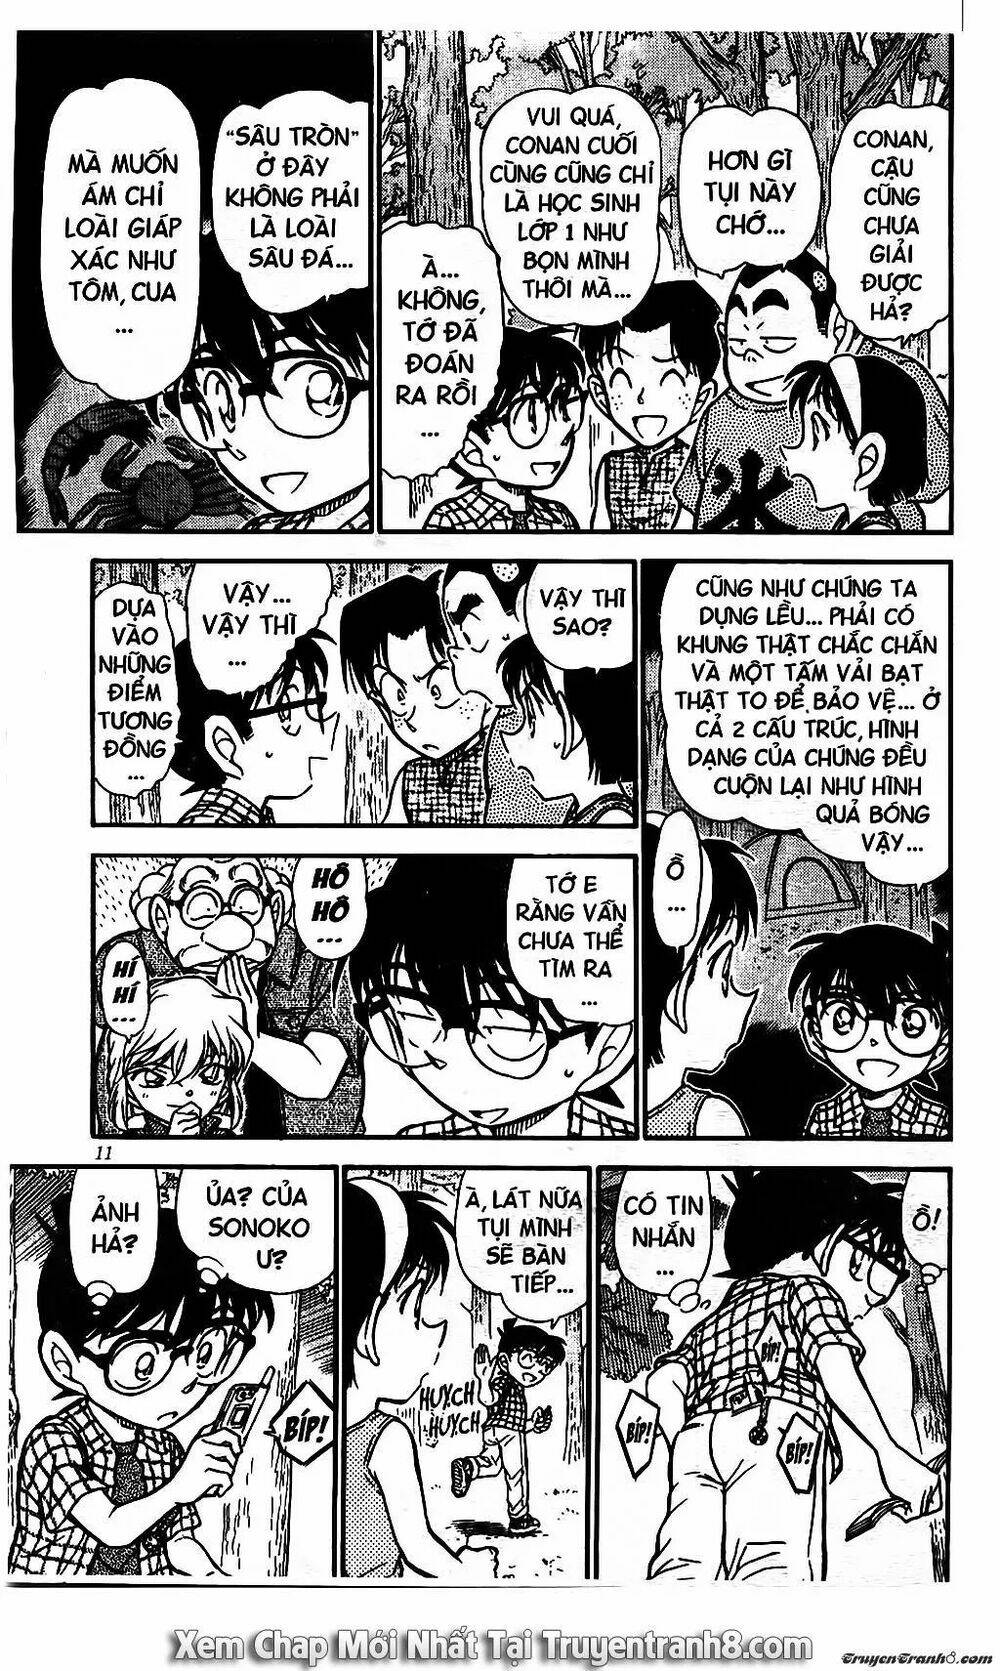 CONAN,
CẬU
CŨNG
CHƯA
GIẢI
ĐƯỢC
HẢ?
HƠN GÌ
TỤI NÀY
CHỚ...
VUI QUÁ,
CONAN CUỐI
CÙNG CŨNG CHỈ
LÀ HỌC SINH
LỚP 1 NHƯ
BỌN MÌNH
THÔI MÀ...
À...
KHÔNG,
TỚ ĐÃ
ĐOÁN
RA RỒI
...
氷
"SÂU TRÒN"
Ở ĐÂY
KHÔNG PHẢI
LÀ LOÀI
SÂU ĐÁ...
MÀ MUỐN
ÁM CHỈ
LOÀI GIÁP
XÁC NHƯ
TÔM, CUA
...
CŨNG NHƯ CHÚNG TA
DỰNG LỀU... PHẢI CÓ
KHUNG THẬT CHẮC CHẮN
VÀ MỘT TẤM VẢI BẠT
THẬT TO ĐỂ BẢO VỆ... Ở
CẢ 2 CẤU TRÚC, HÌNH
DẠNG CỦA CHÚNG ĐỀU
CUỘN LẠI NHƯ HÌNH
QUẢ BÓNG
VẬY...
Ồ
...
VẬY THÌ
SAO?
VẬY...
VẬY THÌ
...
DỰA
VÀO
NHỮNG
ĐIỂM
TƯƠNG
ĐỒNG
...
TỚ E
RẰNG VẪN
CHƯA THỂ
TÌM RA
...
HÔ
HÔ
...
HÍ
HÍ
...
11
Ồ!
CÓ TIN
NHẮN
...
BÍP!
BÍP!
BÍP!
À, LÁT NỮA
TỤI MÌNH
SẼ BÀN
TIẾP...
HUỴCH
HUỴCH
ỦA? CỦA
SONOKO
Ư?
ẢNH
HẢ?
BÍP!
Xem Chap Mới Nhất Tại Truyentranh8.com
TruyenTranh8.com